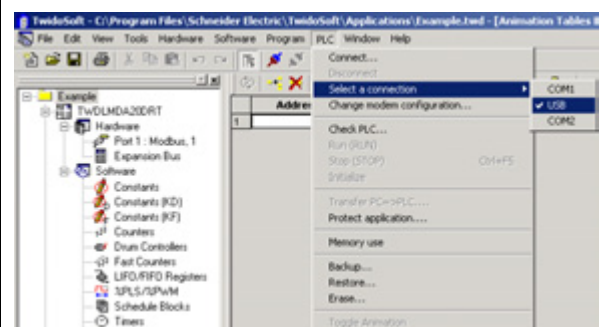 TwidoSoft - C:\Program Files\Schneider Electric\TwidoSoft\Applications\Example.twd - [Animation Tables
File Edit View Tools Hardware Software Program PLC Window Help
Connect...
Disconnect
Select a connection
COM1
USB
COM2
Change modem configuration...
Check PLC...
Run (RUN)
Stop (STOP) Ctrl+F5
Initialize
Transfer PC=>PLC....
Protect application....
Memory use
Backup...
Restore...
Erase...
Toggle Animation
Addres
1
Example
TWDLMDA20DRT
Hardware
Port 1 : Modbus, 1
Expansion Bus
Software
Constants
Constants (KD)
Constants (KF)
Counters
Drum Controllers
Fast Counters
LIFO/FIFO Registers
%PLS/%PWM
Schedule Blocks
Timers